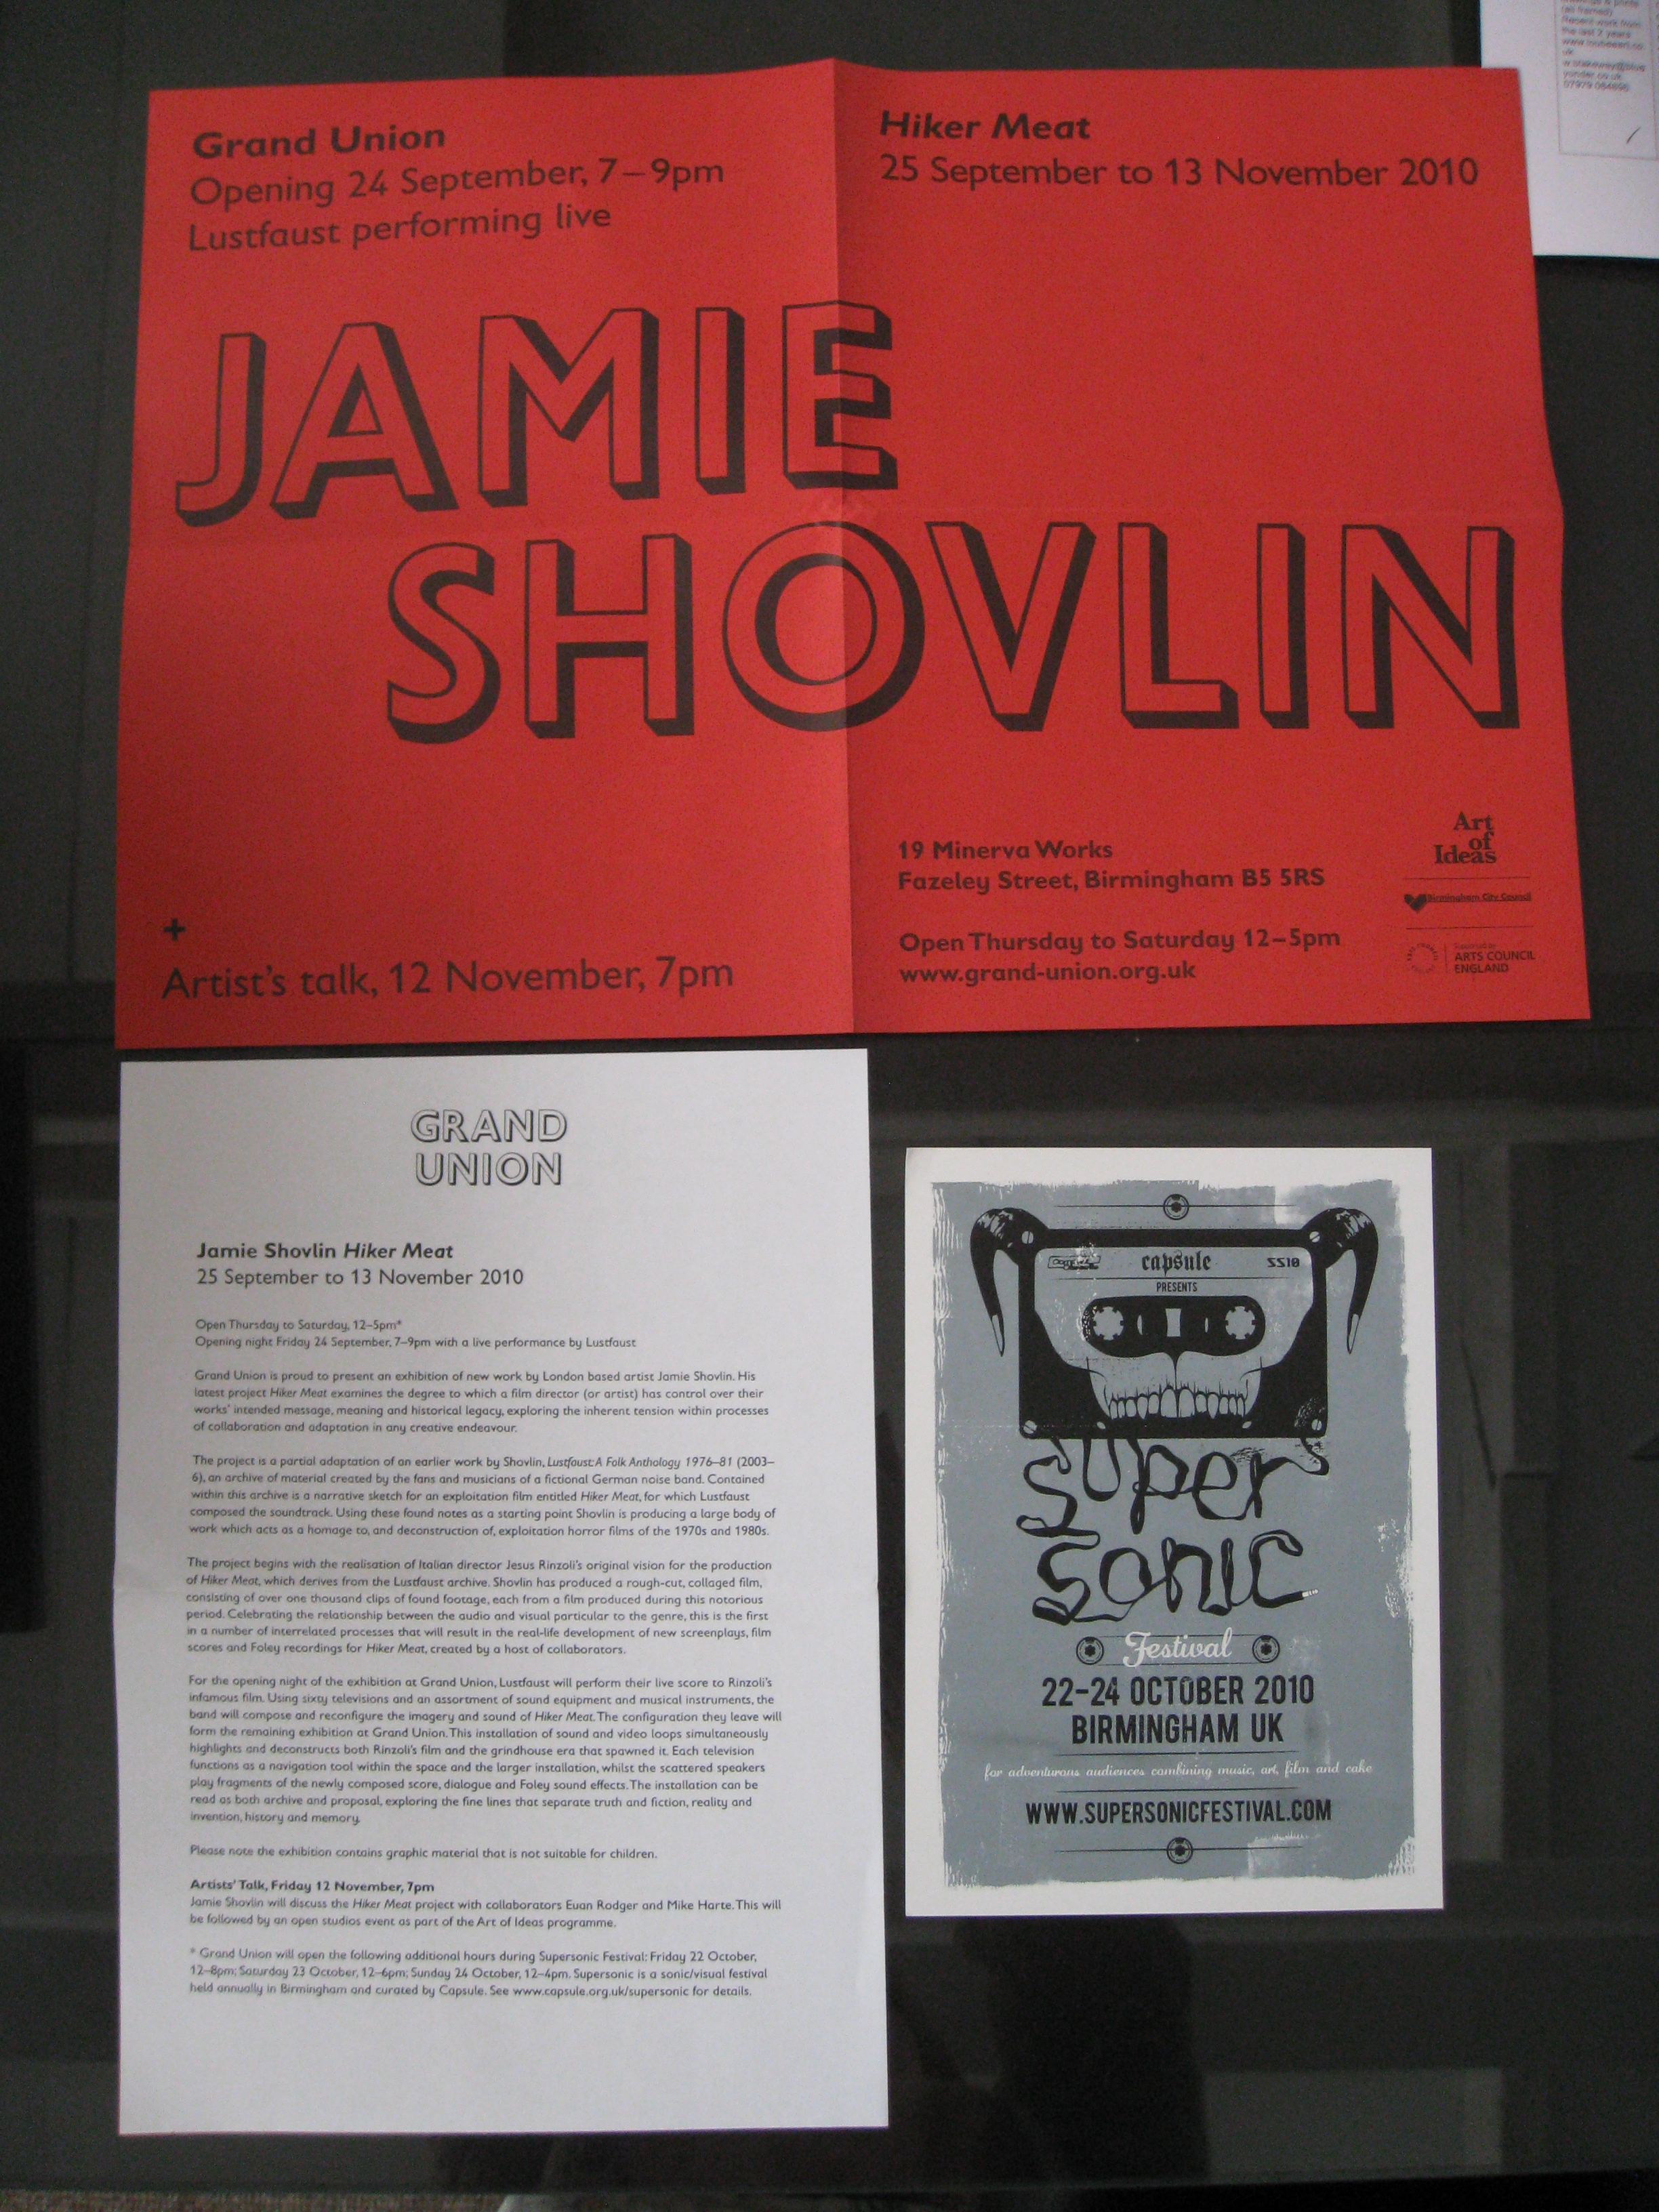 Grand Union
Opening 24 September, 7–9pm
Lustfaust performing live
Hiker Meat
25 September to 13 November 2010
JAMIE
SHOVLIN
+
Artist's talk, 12 November, 7pm
19 Minerva Works
Fazeley Street, Birmingham B5 5RS
Open Thursday to Saturday 12–5pm
www.grand-union.org.uk
Art
of
Ideas
Birmingham City Council
Supported by
ARTS COUNCIL
ENGLAND
(all framed)
Recent work from
the last 2 years
GRAND
UNION
Jamie Shovlin Hiker Meat
25 September to 13 November 2010
Open Thursday to Saturday, 12–5pm*
Opening night Friday 24 September, 7–9pm with a live performance by Lustfaust
Grand Union is proud to present an exhibition of new work by London based artist Jamie Shovlin. His
latest project Hiker Meat examines the degree to which a film director (or artist) has control over their
works' intended message, meaning and historical legacy, exploring the inherent tension within processes
of collaboration and adaptation in any creative endeavour.
The project is a partial adaptation of an earlier work by Shovlin, Lustfaust: A Folk Anthology 1976–81 (2003–
6), an archive of material created by the fans and musicians of a fictional German noise band. Contained
within this archive is a narrative sketch for an exploitation film entitled Hiker Meat, for which Lustfaust
composed the soundtrack. Using these found notes as a starting point Shovlin is producing a large body of
work which acts as a homage to, and deconstruction of, exploitation horror films of the 1970s and 1980s.
The project begins with the realisation of Italian director Jesus Rinzoli's original vision for the production
of Hiker Meat, which derives from the Lustfaust archive. Shovlin has produced a rough-cut, collaged film,
consisting of over one thousand clips of found footage, each from a film produced during this notorious
period. Celebrating the relationship between the audio and visual particular to the genre, this is the first
in a number of interrelated processes that will result in the real-life development of new screenplays, film
scores and Foley recordings for Hiker Meat, created by a host of collaborators.
For the opening night of the exhibition at Grand Union, Lustfaust will perform their live score to Rinzoli's
infamous film. Using sixty televisions and an assortment of sound equipment and musical instruments, the
band will compose and reconfigure the imagery and sound of Hiker Meat. The configuration they leave will
form the remaining exhibition at Grand Union. This installation of sound and video loops simultaneously
highlights and deconstructs both Rinzoli's film and the grindhouse era that spawned it. Each television
functions as a navigation tool within the space and the larger installation, whilst the scattered speakers
play fragments of the newly composed score, dialogue and Foley sound effects. The installation can be
read as both archive and proposal, exploring the fine lines that separate truth and fiction, reality and
invention, history and memory.
Please note the exhibition contains graphic material that is not suitable for children.
Artists' Talk, Friday 12 November, 7pm
Jamie Shovlin will discuss the Hiker Meat project with collaborators Euan Rodger and Mike Harte. This will
be followed by an open studios event as part of the Art of Ideas programme.
* Grand Union will open the following additional hours during Supersonic Festival: Friday 22 October,
12–8pm; Saturday 23 October, 12–6pm; Sunday 24 October, 12–4pm. Supersonic is a sonic/visual festival
held annually in Birmingham and curated by Capsule. See www.capsule.org.uk/supersonic for details.
capsule
SS10
PRESENTS
super
sonic
Festival
22-24 OCTOBER 2010
BIRMINGHAM UK
for adventurous audiences combining music, art, film and cake
WWW.SUPERSONICFESTIVAL.COM